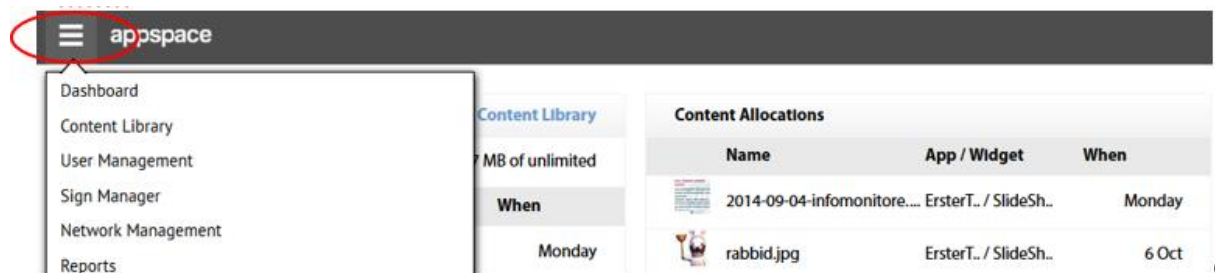 appspace
Dashboard
Content Library
User Management
Sign Manager
Network Management
Reports
Content Library
7 MB of unlimited
When
Monday
Content Allocations
Name App / Widget When
2014-09-04-infomonitore.... ErsterT.. / SlideSh.. Monday
rabbid.jpg ErsterT.. / SlideSh.. 6 Oct